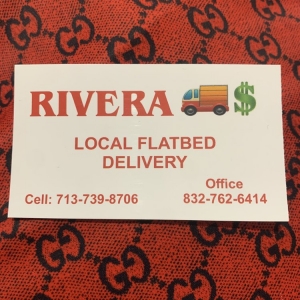 RIVERA $
LOCAL FLATBED
DELIVERY
Office
Cell: 713-739-8706 832-762-6414